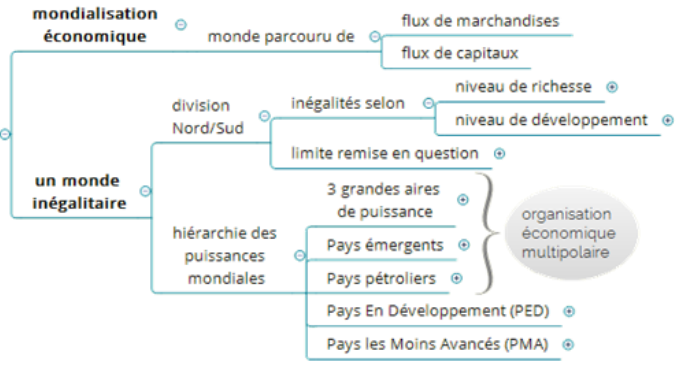 mondialisation
économique
monde parcouru de
flux de marchandises
flux de capitaux
un monde
inégalitaire
division
Nord/Sud
inégalités selon
niveau de richesse
niveau de développement
limite remise en question
hiérarchie des
puissances
mondiales
3 grandes aires
de puissance
Pays émergents
Pays pétroliers
organisation
économique
multipolaire
Pays En Développement (PED)
Pays les Moins Avancés (PMA)